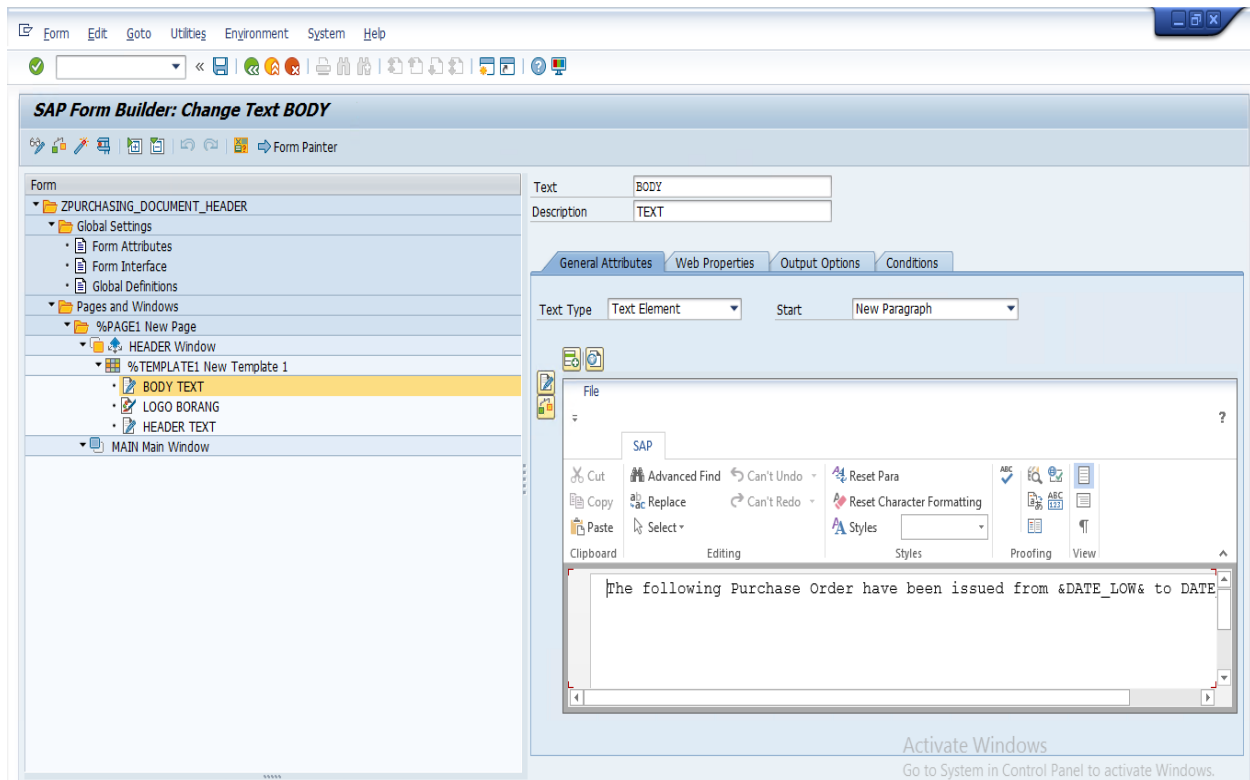 Form Edit Goto Utilities Environment System Help
SAP Form Builder: Change Text BODY
Form Painter
Form
ZPURCHASING_DOCUMENT_HEADER
Global Settings
Form Attributes
Form Interface
Global Definitions
Pages and Windows
%PAGE1 New Page
HEADER Window
%TEMPLATE1 New Template 1
BODY TEXT
LOGO BORANG
HEADER TEXT
MAIN Main Window
Text BODY
Description TEXT
General Attributes Web Properties Output Options Conditions
Text Type Text Element Start New Paragraph
File
?
SAP
Cut Advanced Find Can't Undo Reset Para ABC
Copy Replace Can't Redo Reset Character Formatting ABC 123
Paste Select Styles
Clipboard Editing Styles Proofing View
The following Purchase Order have been issued from &DATE_LOW& to DATE
Activate Windows
Go to System in Control Panel to activate Windows.